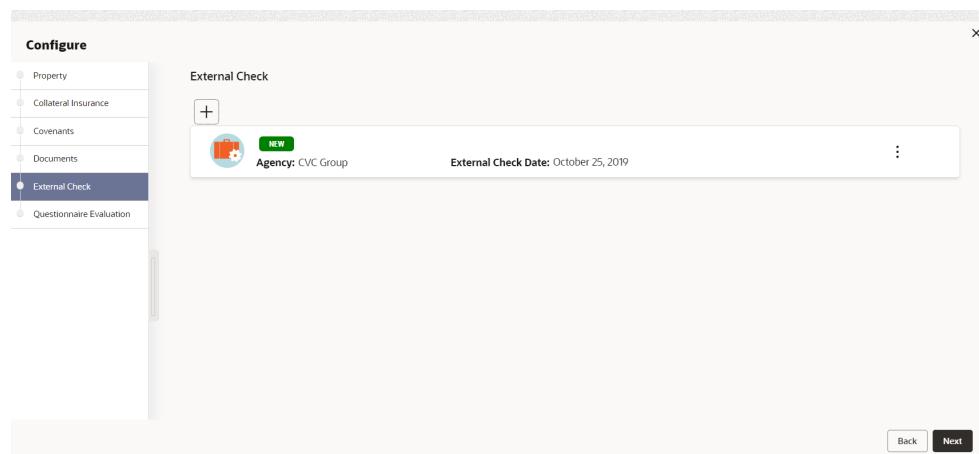 Configure
Property
Collateral Insurance
Covenants
Documents
External Check
Questionnaire Evaluation
External Check
NEW
Agency: CVC Group External Check Date: October 25, 2019
Back Next